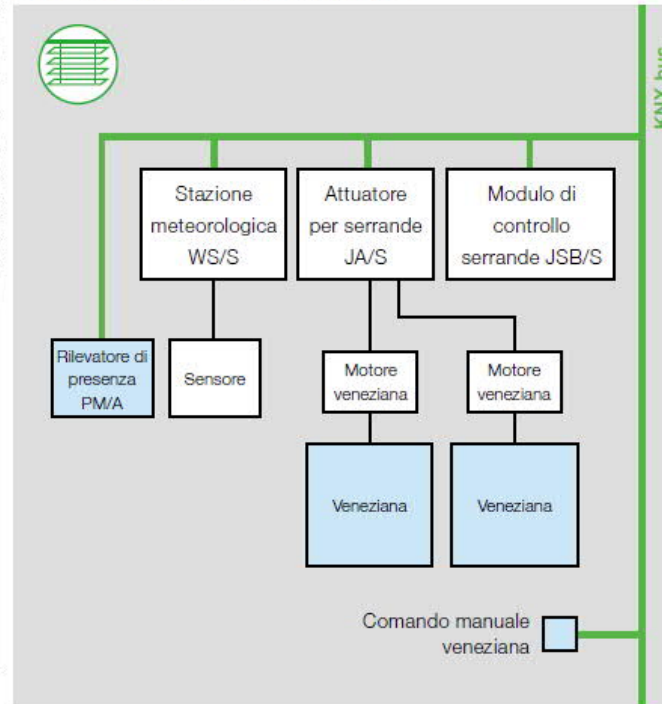 KNX bus
Stazione
meteorologica
WS/S
Attuatore
per serrande
JA/S
Modulo di
controllo
serrande JSB/S
Rilevatore di
presenza
PM/A
Sensore
Motore
veneziana
Motore
veneziana
Veneziana
Veneziana
Comando manuale
veneziana